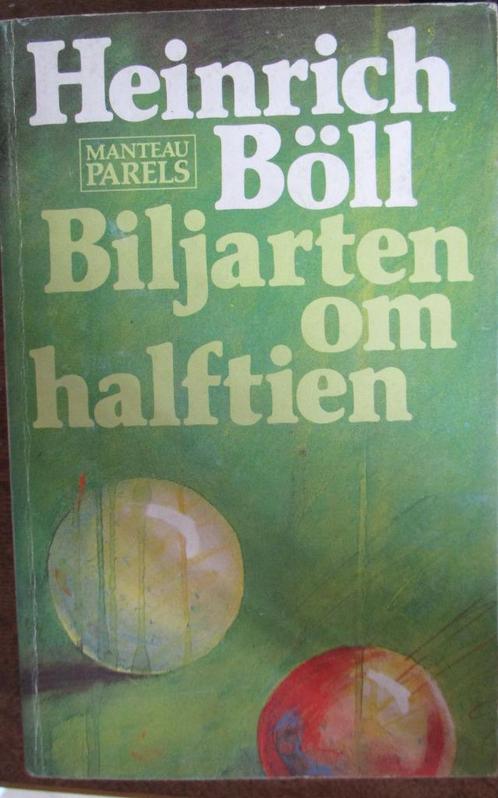 Heinrich
MANTEAU
PARELS
Böll
Biljarten
om
halftien